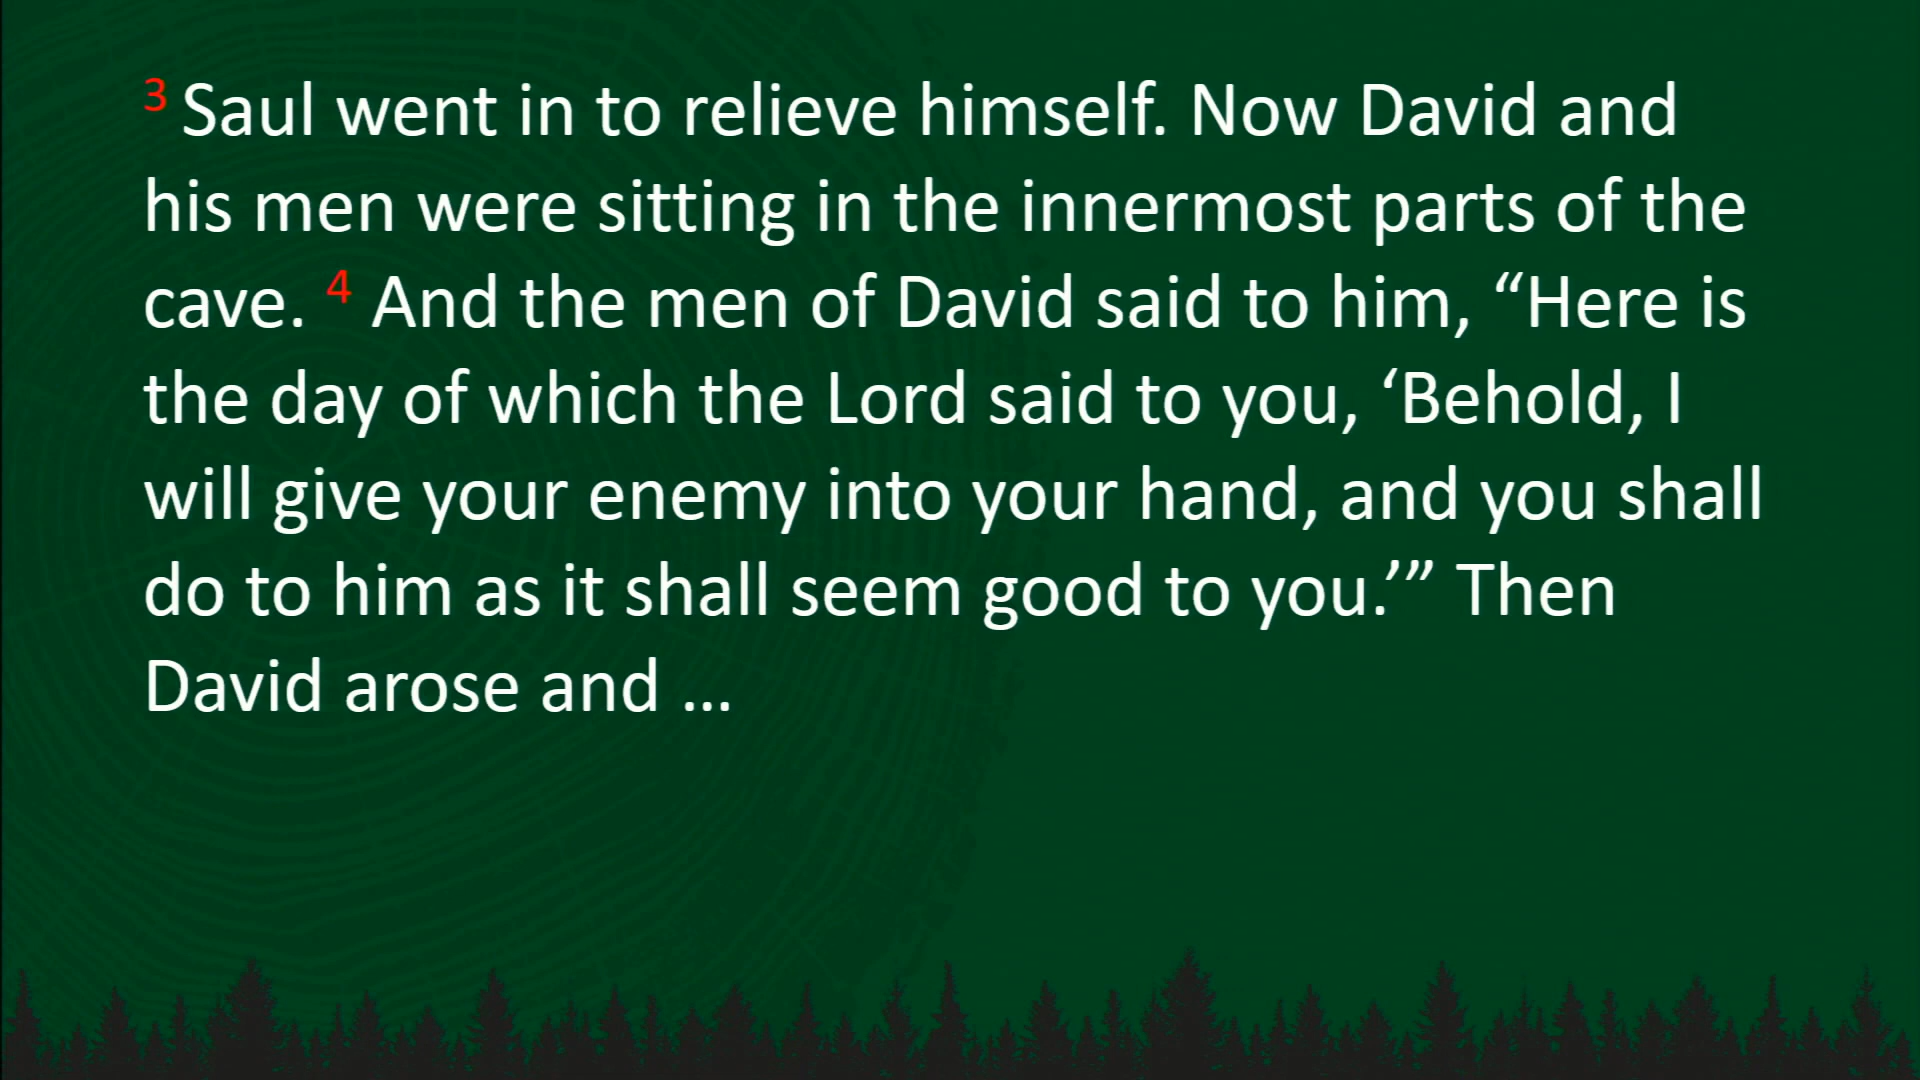 3 Saul went in to relieve himself. Now David and
his men were sitting in the innermost parts of the
cave. 4 And the men of David said to him, “Here is
the day of which the Lord said to you, ‘Behold, I
will give your enemy into your hand, and you shall
do to him as it shall seem good to you.’” Then
David arose and ...